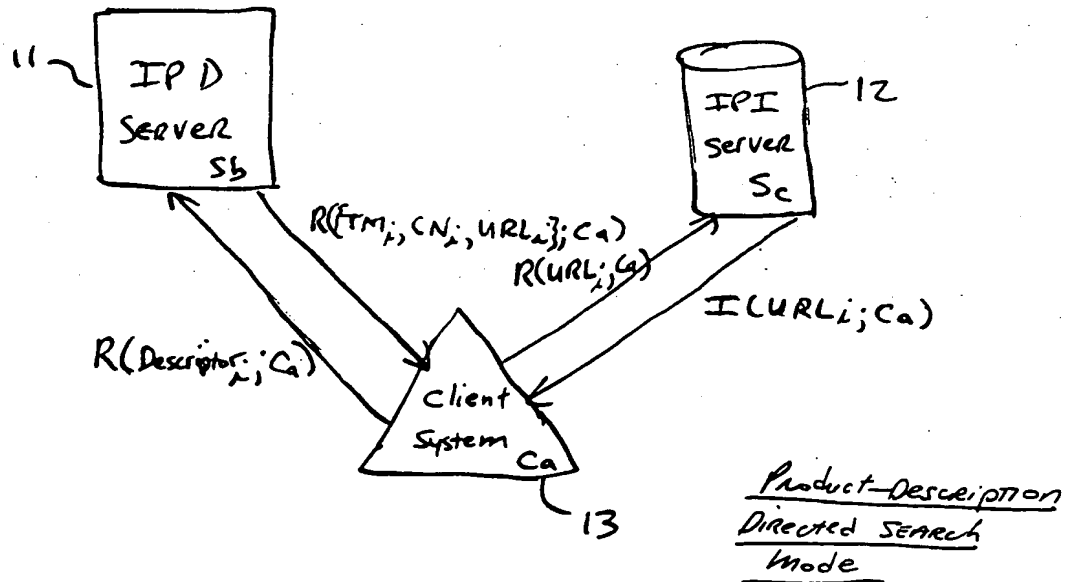 11
IPD
SERVER
Sb
IPI
Server
Sc
12
R({TMi, CNi, URLi}; Ca)
R(URLi; Ca)
I(URLi; Ca)
R(Descriptori; Ca)
Client
System
Ca
13
Product-Description
Directed SEARCH
Mode